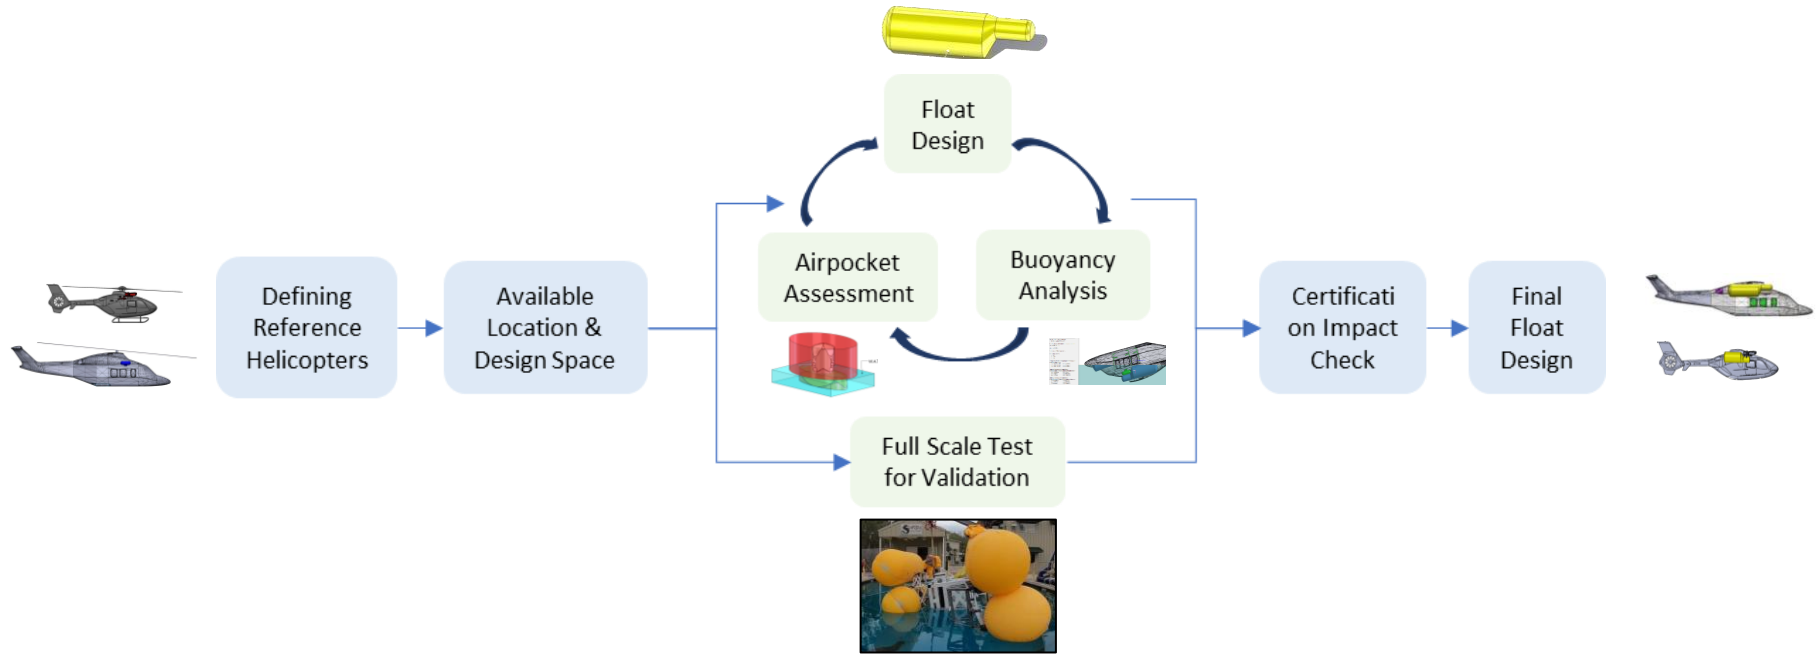 Float
Design
Defining
Reference
Helicopters
Available
Location &
Design Space
Airpocket
Assessment
Buoyancy
Analysis
Certificati
on Impact
Check
Final
Float
Design
Full Scale Test
for Validation